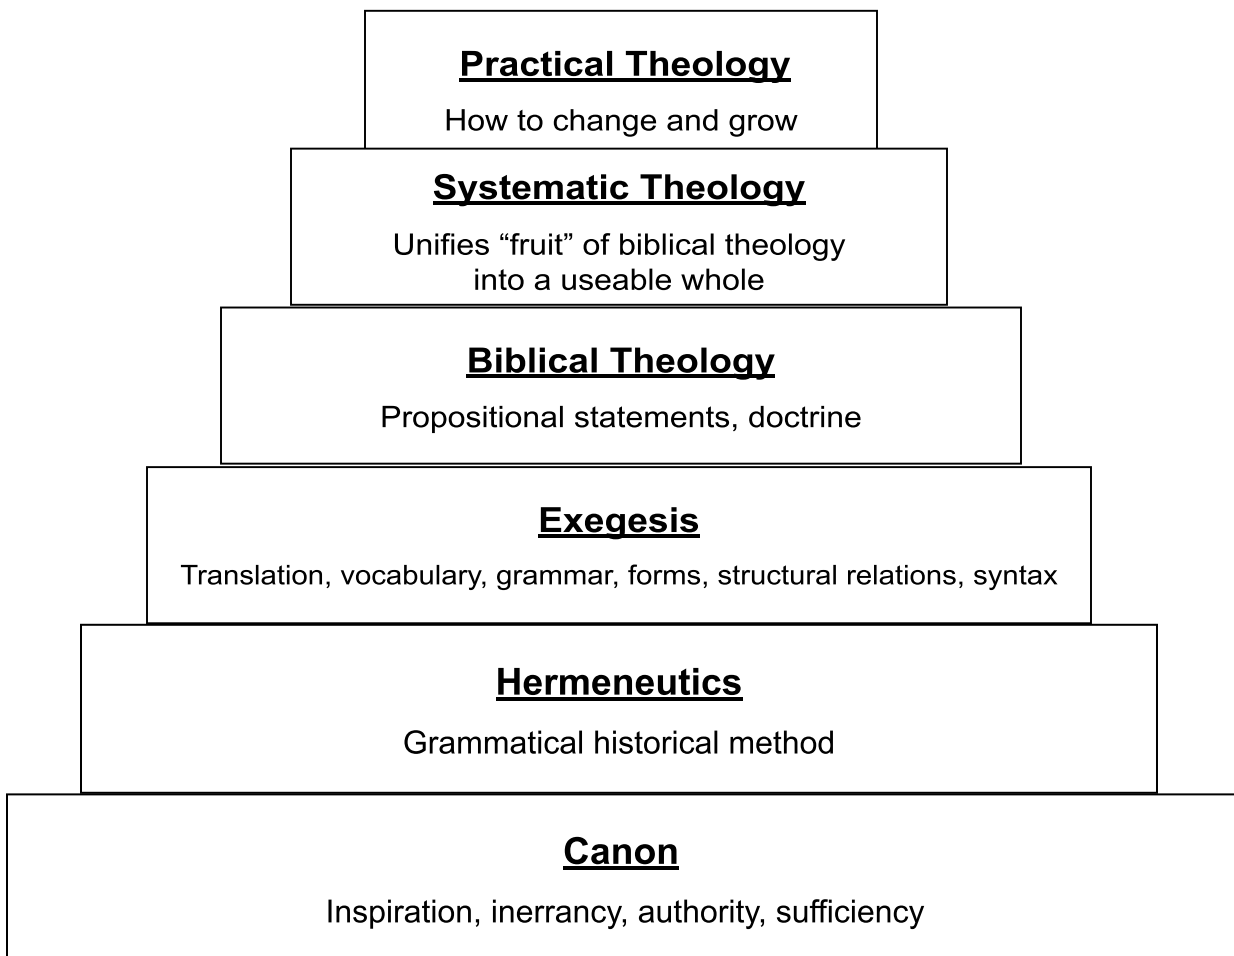 Practical Theology
How to change and grow
Systematic Theology
Unifies “fruit” of biblical theology
into a useable whole
Biblical Theology
Propositional statements, doctrine
Exegesis
Translation, vocabulary, grammar, forms, structural relations, syntax
Hermeneutics
Grammatical historical method
Canon
Inspiration, inerrancy, authority, sufficiency